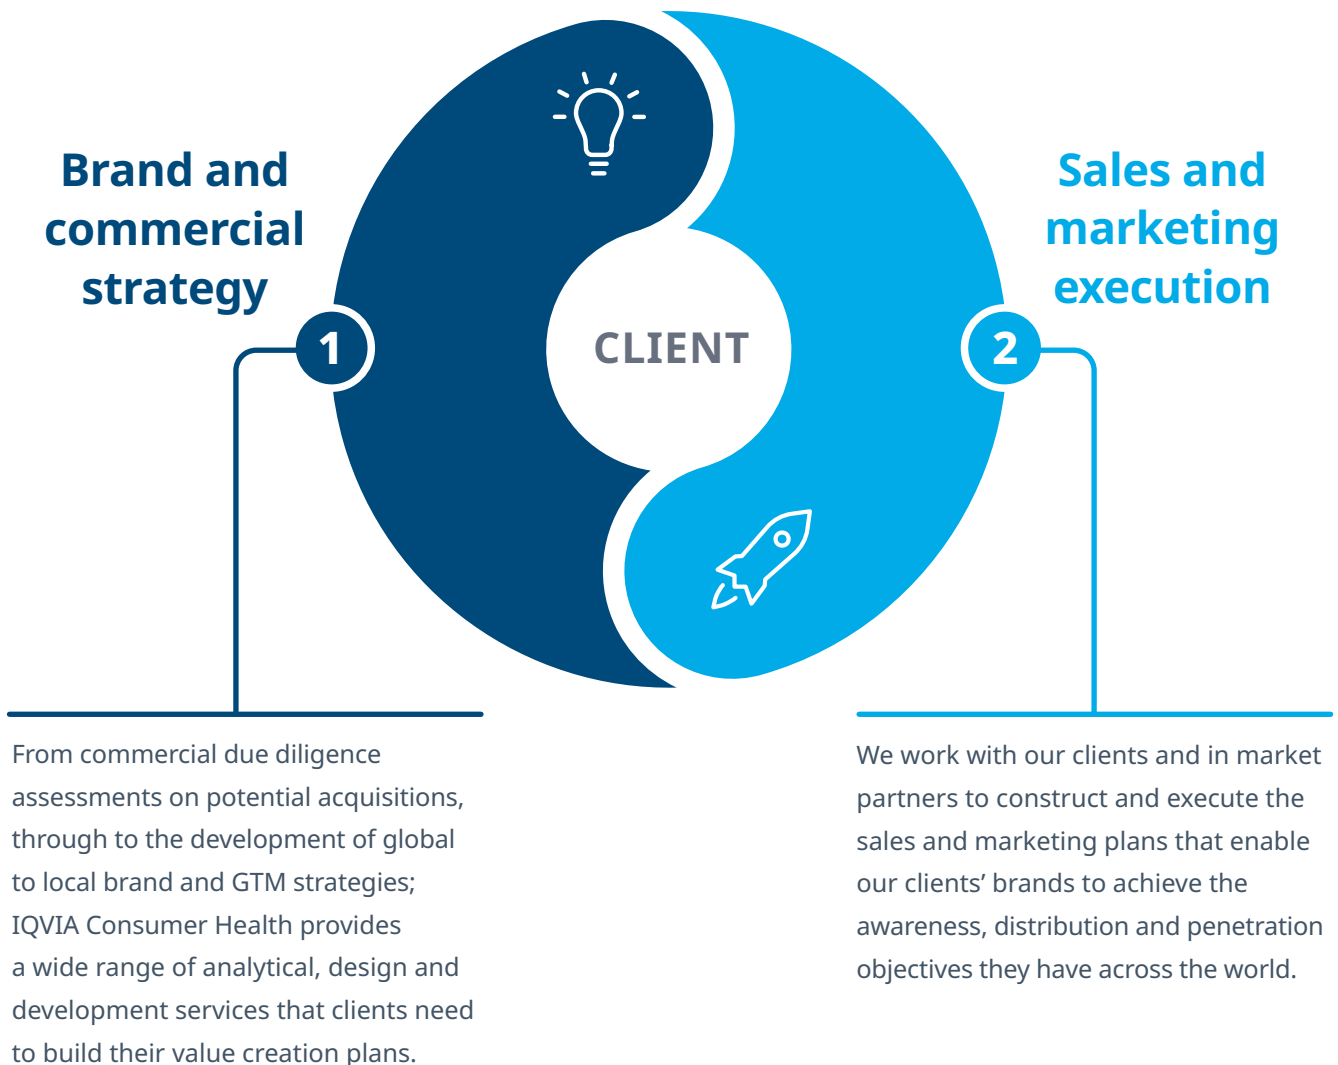 Brand and
commercial
strategy
1
CLIENT
Sales and
marketing
execution
2
From commercial due diligence
assessments on potential acquisitions,
through to the development of global
to local brand and GTM strategies;
IQVIA Consumer Health provides
a wide range of analytical, design and
development services that clients need
to build their value creation plans.
We work with our clients and in market
partners to construct and execute the
sales and marketing plans that enable
our clients’ brands to achieve the
awareness, distribution and penetration
objectives they have across the world.